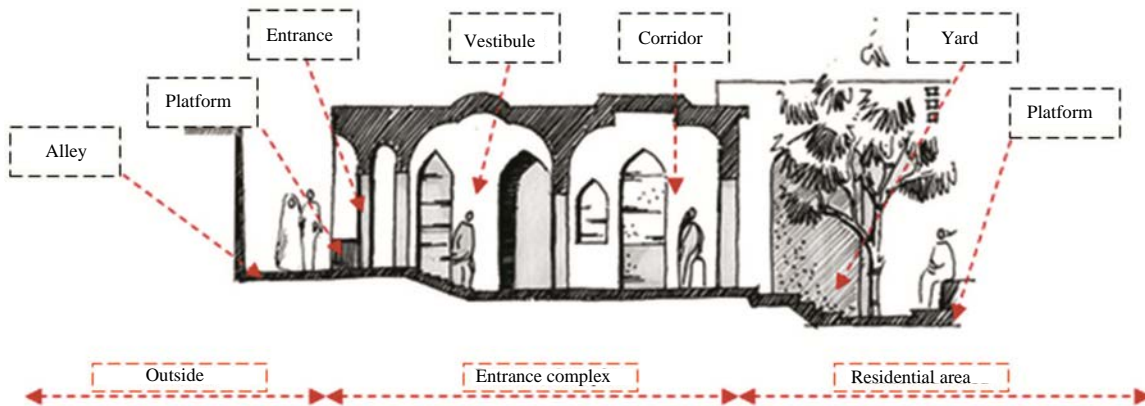 Entrance
Vestibule
Corridor
Yard
Platform
Platform
Alley
Outside
Entrance complex
Residential area